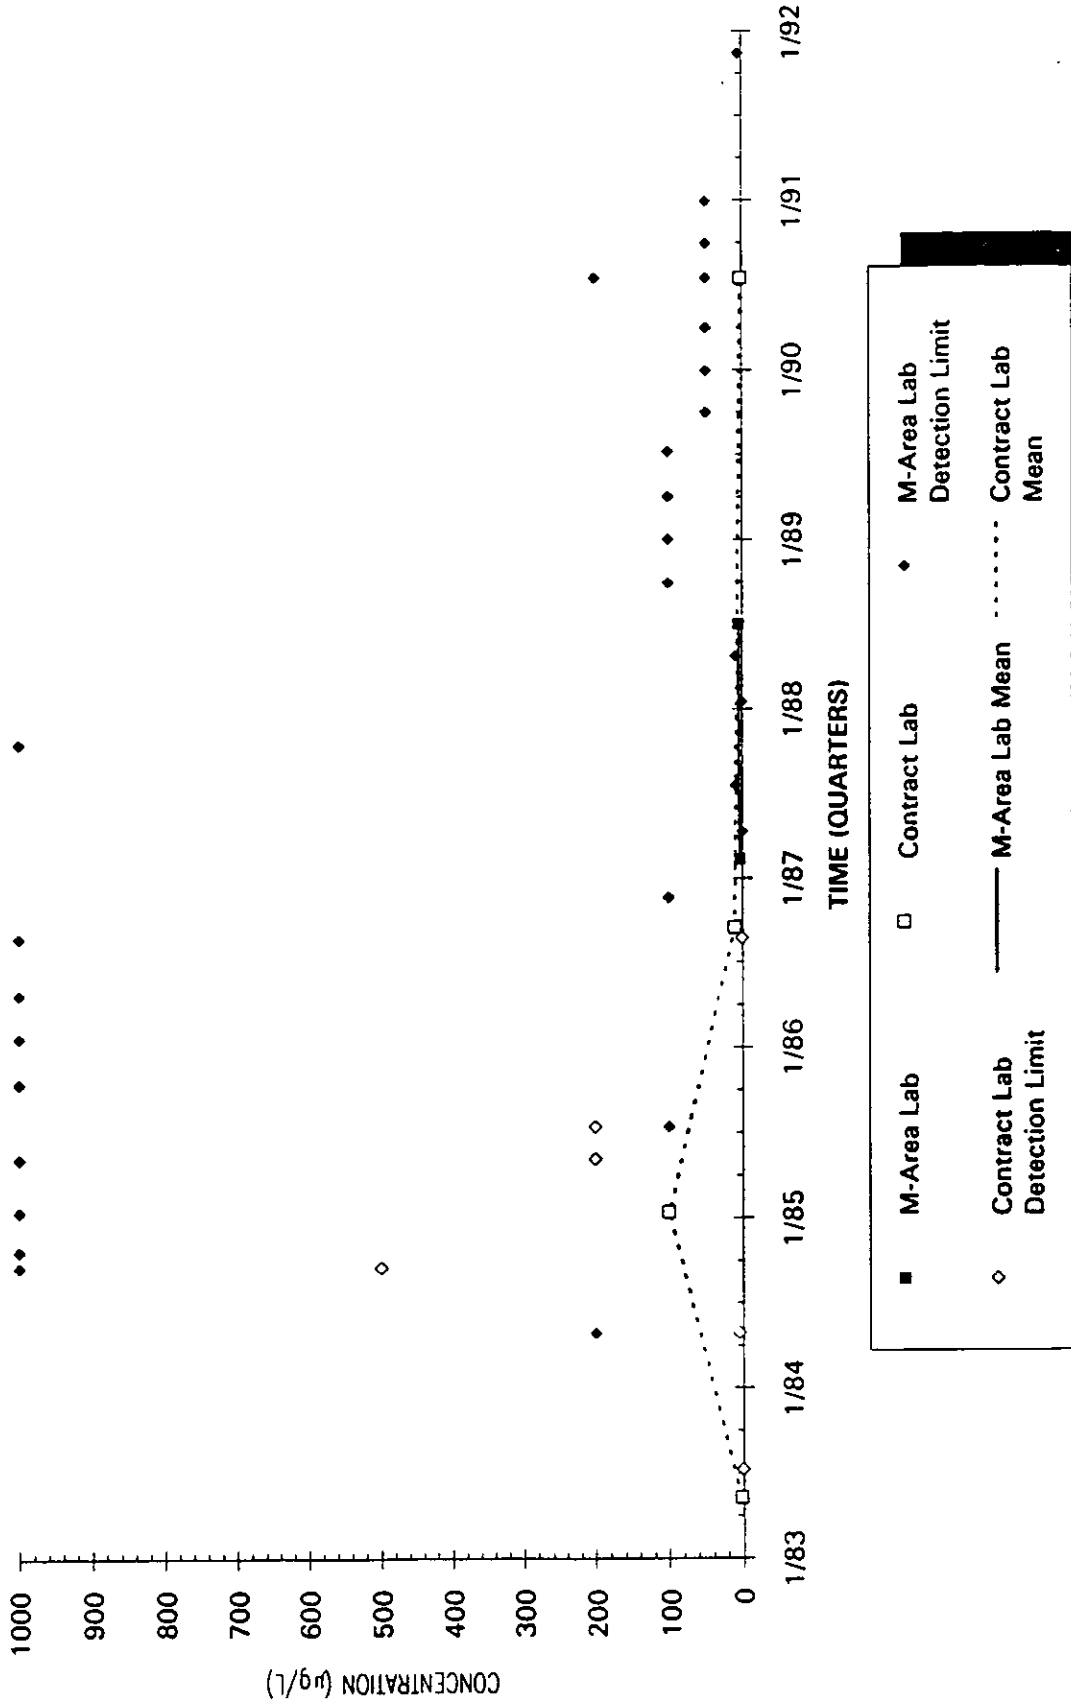 CONCENTRATION (µg/L)
1000
900
800
700
600
500
400
300
200
100
0
1/83
1/84
1/85
1/86
1/87
1/88
1/89
1/90
1/91
1/92
TIME (QUARTERS)
M-Area Lab
Contract Lab
M-Area Lab
Detection Limit
Contract Lab
Detection Limit
M-Area Lab Mean
Contract Lab
Mean